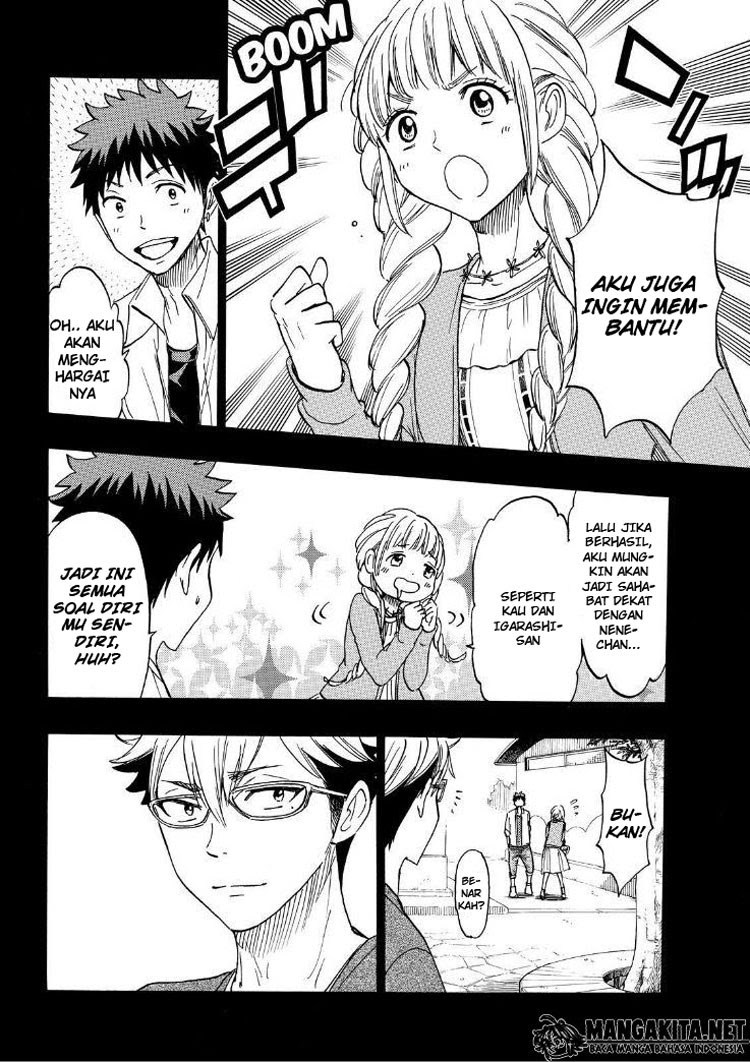 BOOM
ドン
AKU JUGA
INGIN MEM-
BANTU!
OH.. AKU
AKAN
MENG-
HARGAI
NYA
LALU JIKA
BERHASIL,
AKU MUNG-
KIN AKAN
JADI SAHA-
BAT DEKAT
DENGAN
NENE-
CHAN...
SEPERTI
KAU DAN
IGARASHI-
SAN
JADI INI
SEMUA
SOAL DIRI
MU SEN-
DIRI,
HUH?
BU-
KAN!
BE-
NAR
KAH?
MANGAKITA.NET
BACA MANGA BAHASA INDONESIA